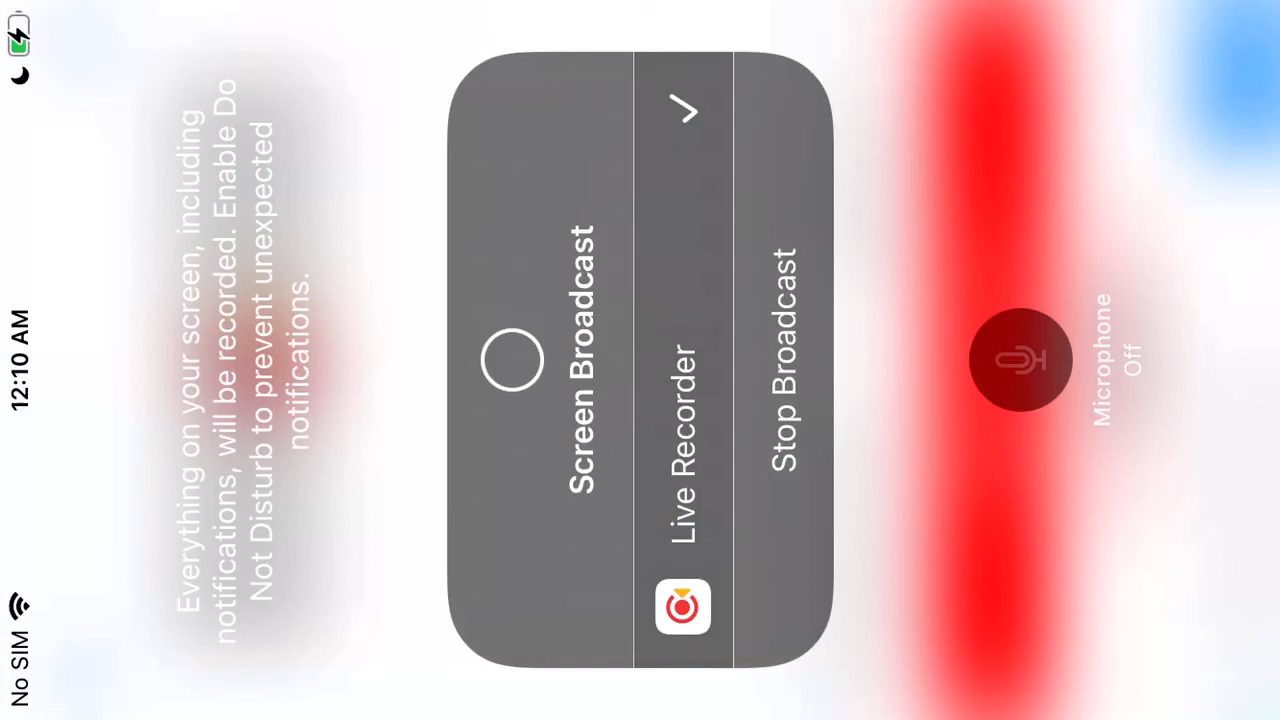 No SIM 12:10 AM
Everything on your screen, including
notifications, will be recorded. Enable Do
Not Disturb to prevent unexpected
notifications.
Screen Broadcast
Live Recorder
Stop Broadcast
Microphone
Off